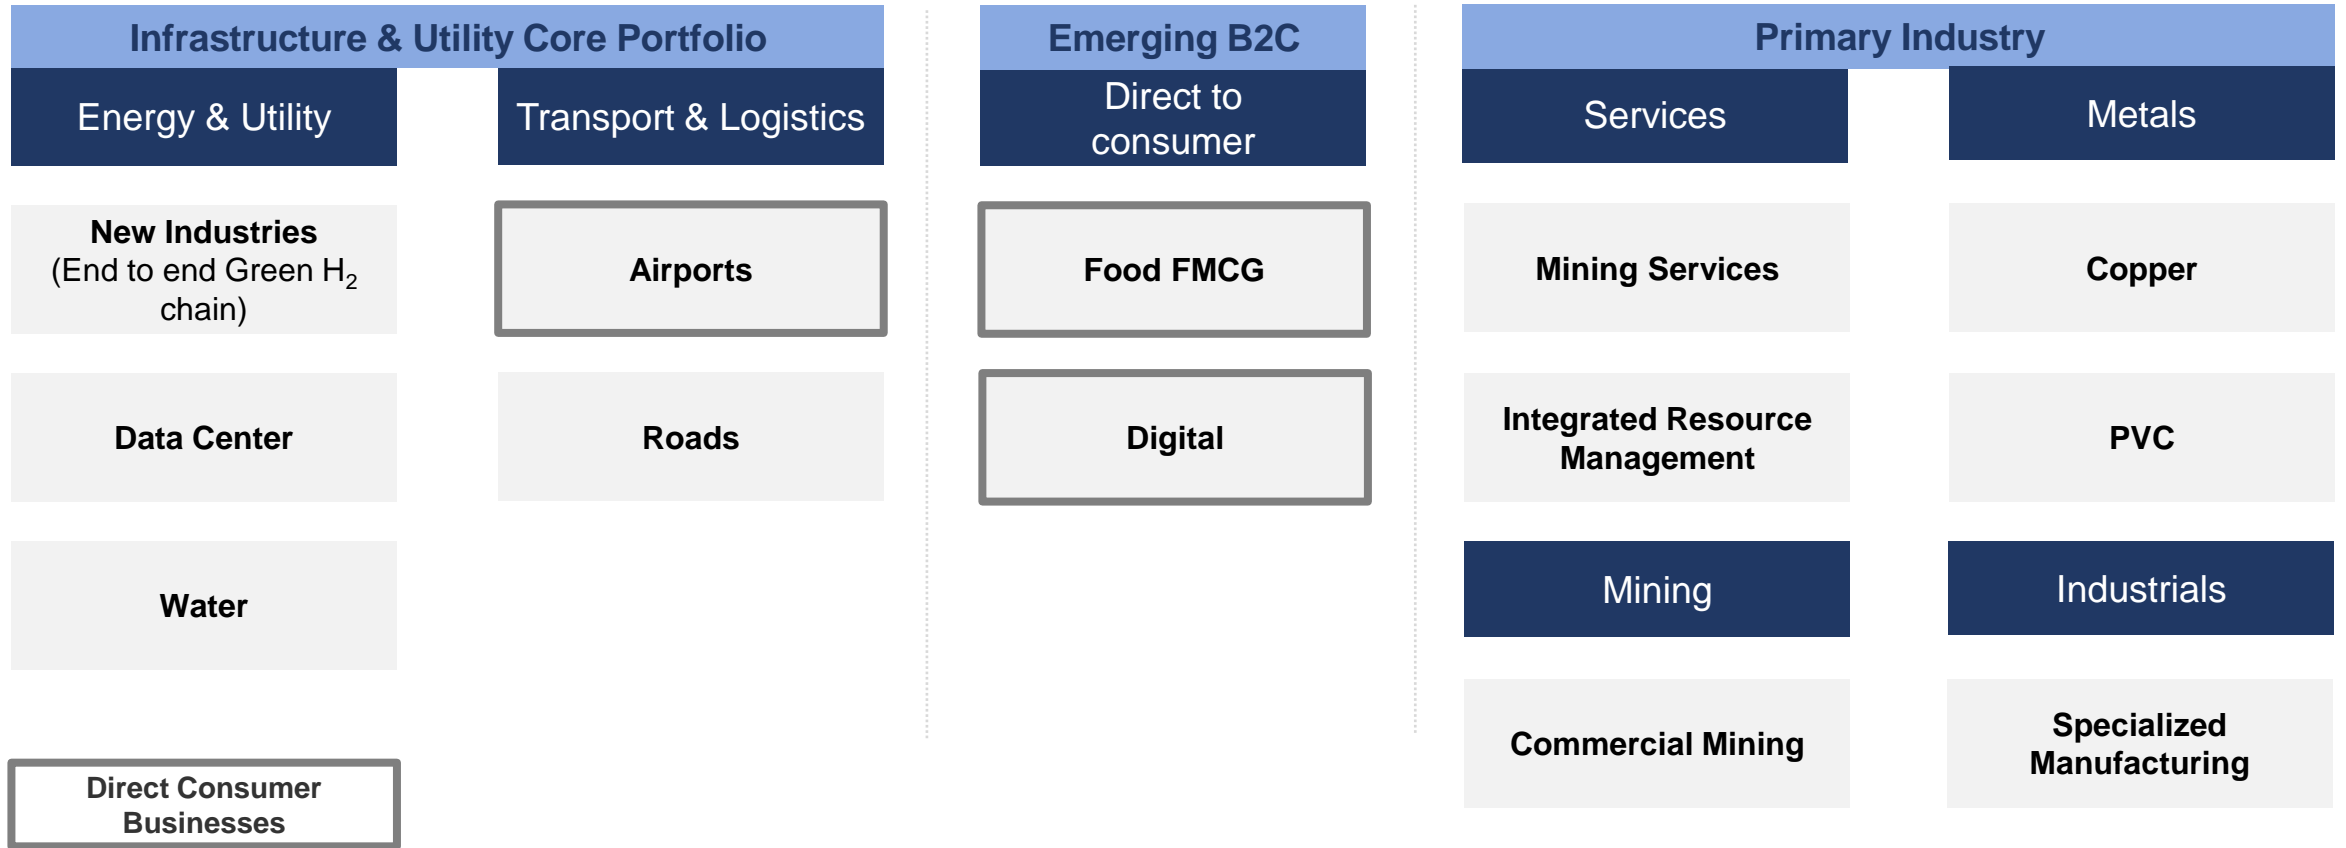 Infrastructure & Utility Core Portfolio
Energy & Utility
Transport & Logistics
New Industries
(End to end Green H₂
chain)
Airports
Data Center
Roads
Water
Direct Consumer
Businesses
Emerging B2C
Direct to
consumer
Food FMCG
Digital
Primary Industry
Services
Metals
Mining Services
Copper
Integrated Resource
Management
PVC
Mining
Industrials
Commercial Mining
Specialized
Manufacturing